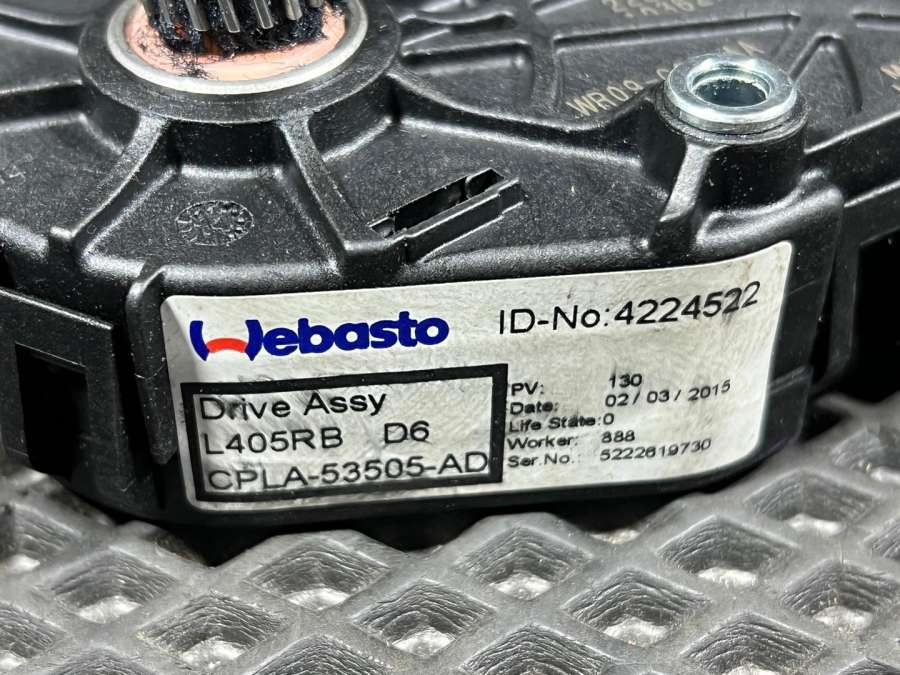 Webasto
ID-No:4224522
Drive Assy
L405RB D6
CPLA-53505-AD
PV: 130
Date: 02/03/2015
Life State:0
Worker: 888
Ser.No.: 5222619730